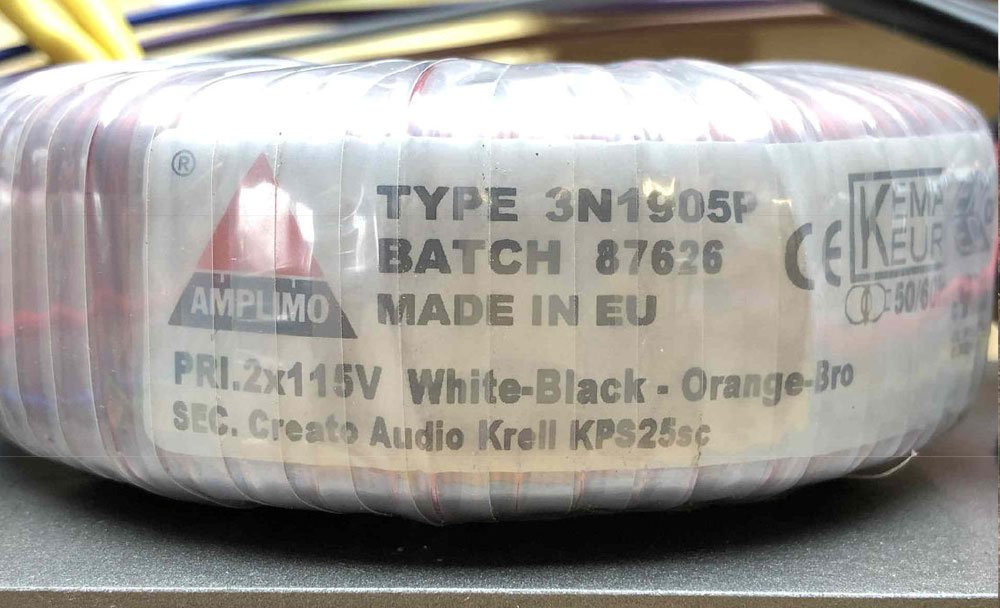 ®
AMPLIMO
TYPE 3N1905P
BATCH 87626
MADE IN EU
PRI.2x115V White-Black - Orange-Bro
SEC. Creato Audio Krell KPS25sc
CE
KEMA
KEUR
50/60